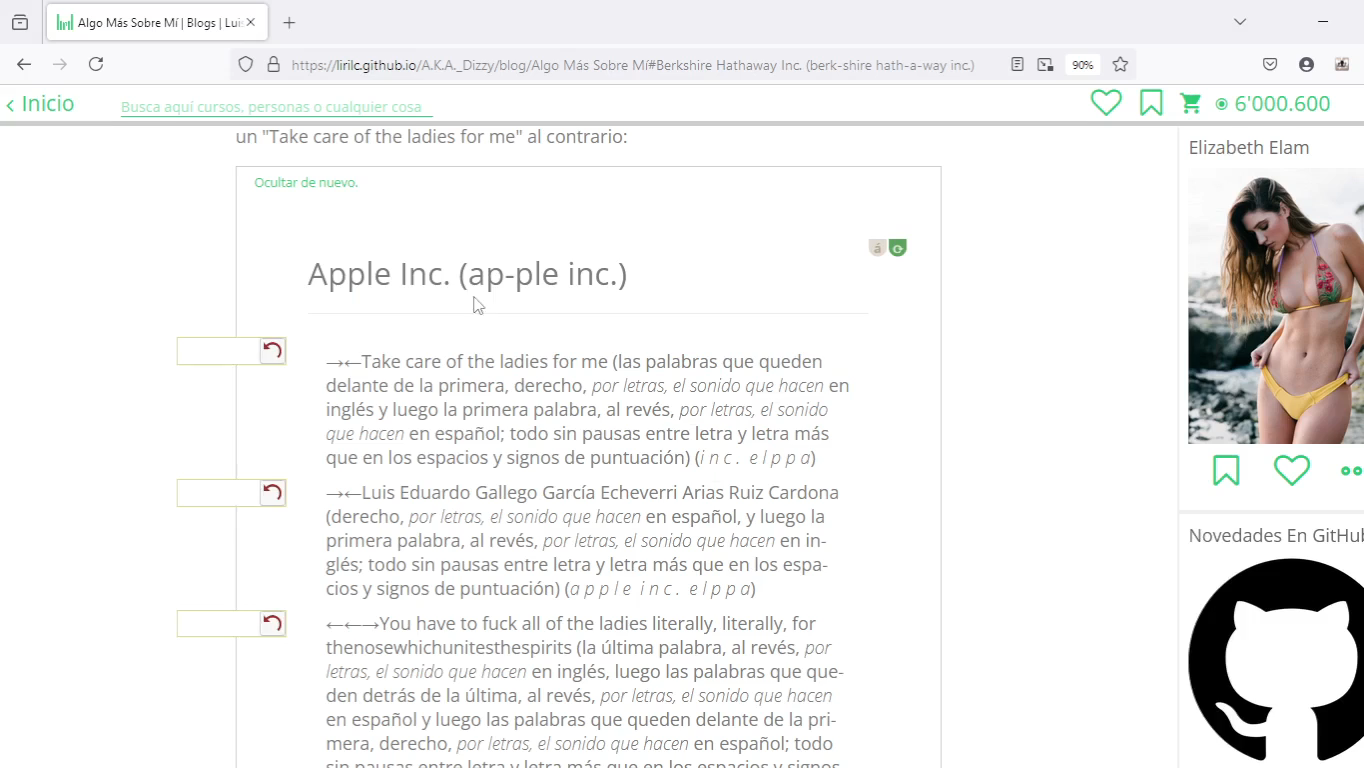 Algo Más Sobre Mí | Blogs | Luis
https://lirilc.github.io/A.K.A._Dizzy/blog/Algo Más Sobre Mí#Berkshire Hathaway Inc. (berk-shire hath-a-way inc.)
90%
Inicio
Busca aquí cursos, personas o cualquier cosa
6'000.600
un "Take care of the ladies for me" al contrario:
Ocultar de nuevo.
á
Apple Inc. (ap-ple inc.)
→←Take care of the ladies for me (las palabras que queden
delante de la primera, derecho, por letras, el sonido que hacen en
inglés y luego la primera palabra, al revés, por letras, el sonido
que hacen en español; todo sin pausas entre letra y letra más
que en los espacios y signos de puntuación) (i n c .  e l p p a)
→←Luis Eduardo Gallego García Echeverri Arias Ruiz Cardona
(derecho, por letras, el sonido que hacen en español, y luego la
primera palabra, al revés, por letras, el sonido que hacen en in-
glés; todo sin pausas entre letra y letra más que en los espa-
cios y signos de puntuación) (a p p l e  i n c .  e l p p a)
←←→You have to fuck all of the ladies literally, literally, for
thenosewhichunitesthespirits (la última palabra, al revés, por
letras, el sonido que hacen en inglés, luego las palabras que que-
den detrás de la última, al revés, por letras, el sonido que hacen
en español y luego las palabras que queden delante de la pri-
mera, derecho, por letras, el sonido que hacen en español; todo
sin pausas entre letra y letra más que en los espacios y signos
Elizabeth Elam
Novedades En GitHub